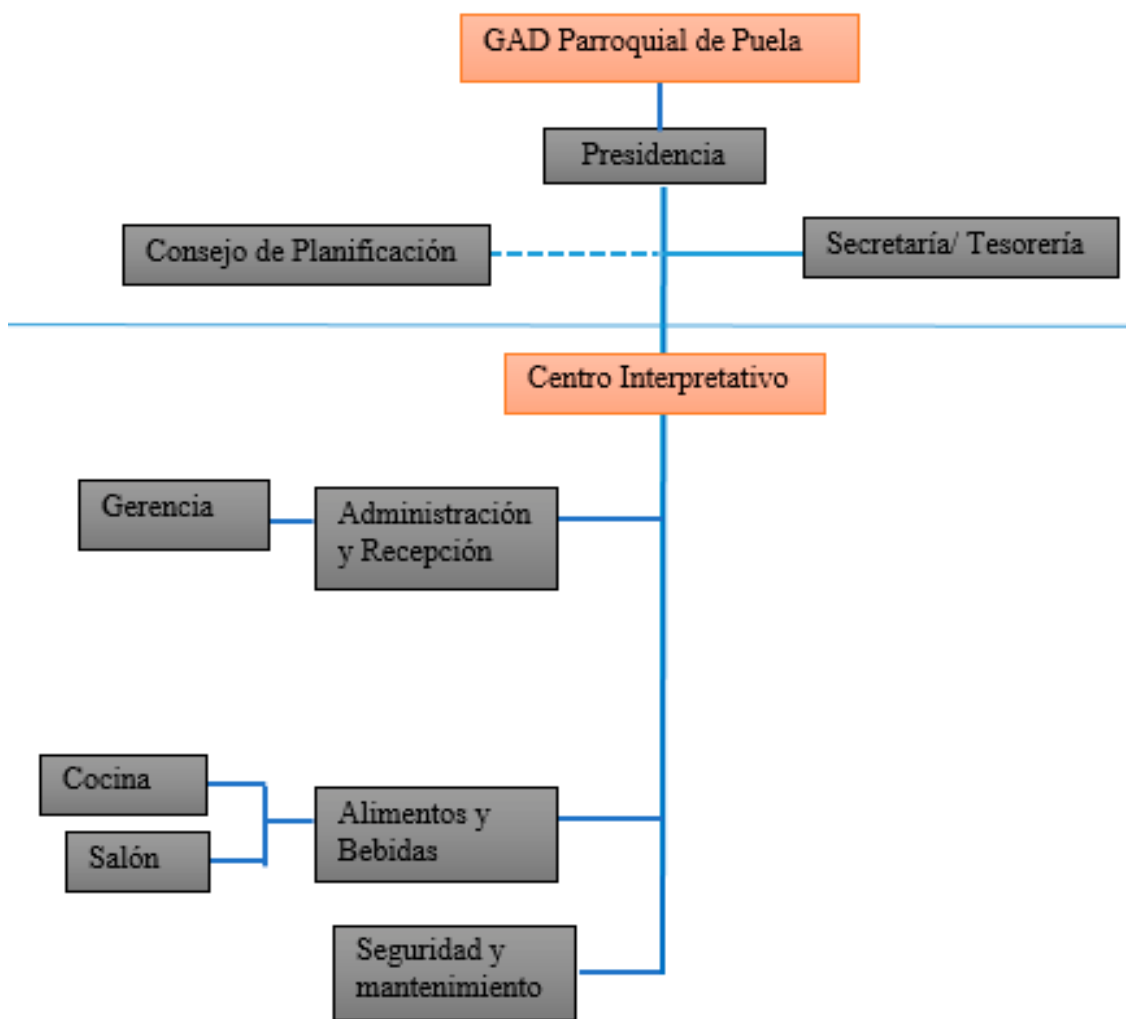 GAD Parroquial de Puela
Presidencia
Consejo de Planificación
Secretaría/ Tesorería
Centro Interpretativo
Gerencia
Administración
y Recepción
Cocina
Salón
Alimentos y
Bebidas
Seguridad y
mantenimiento